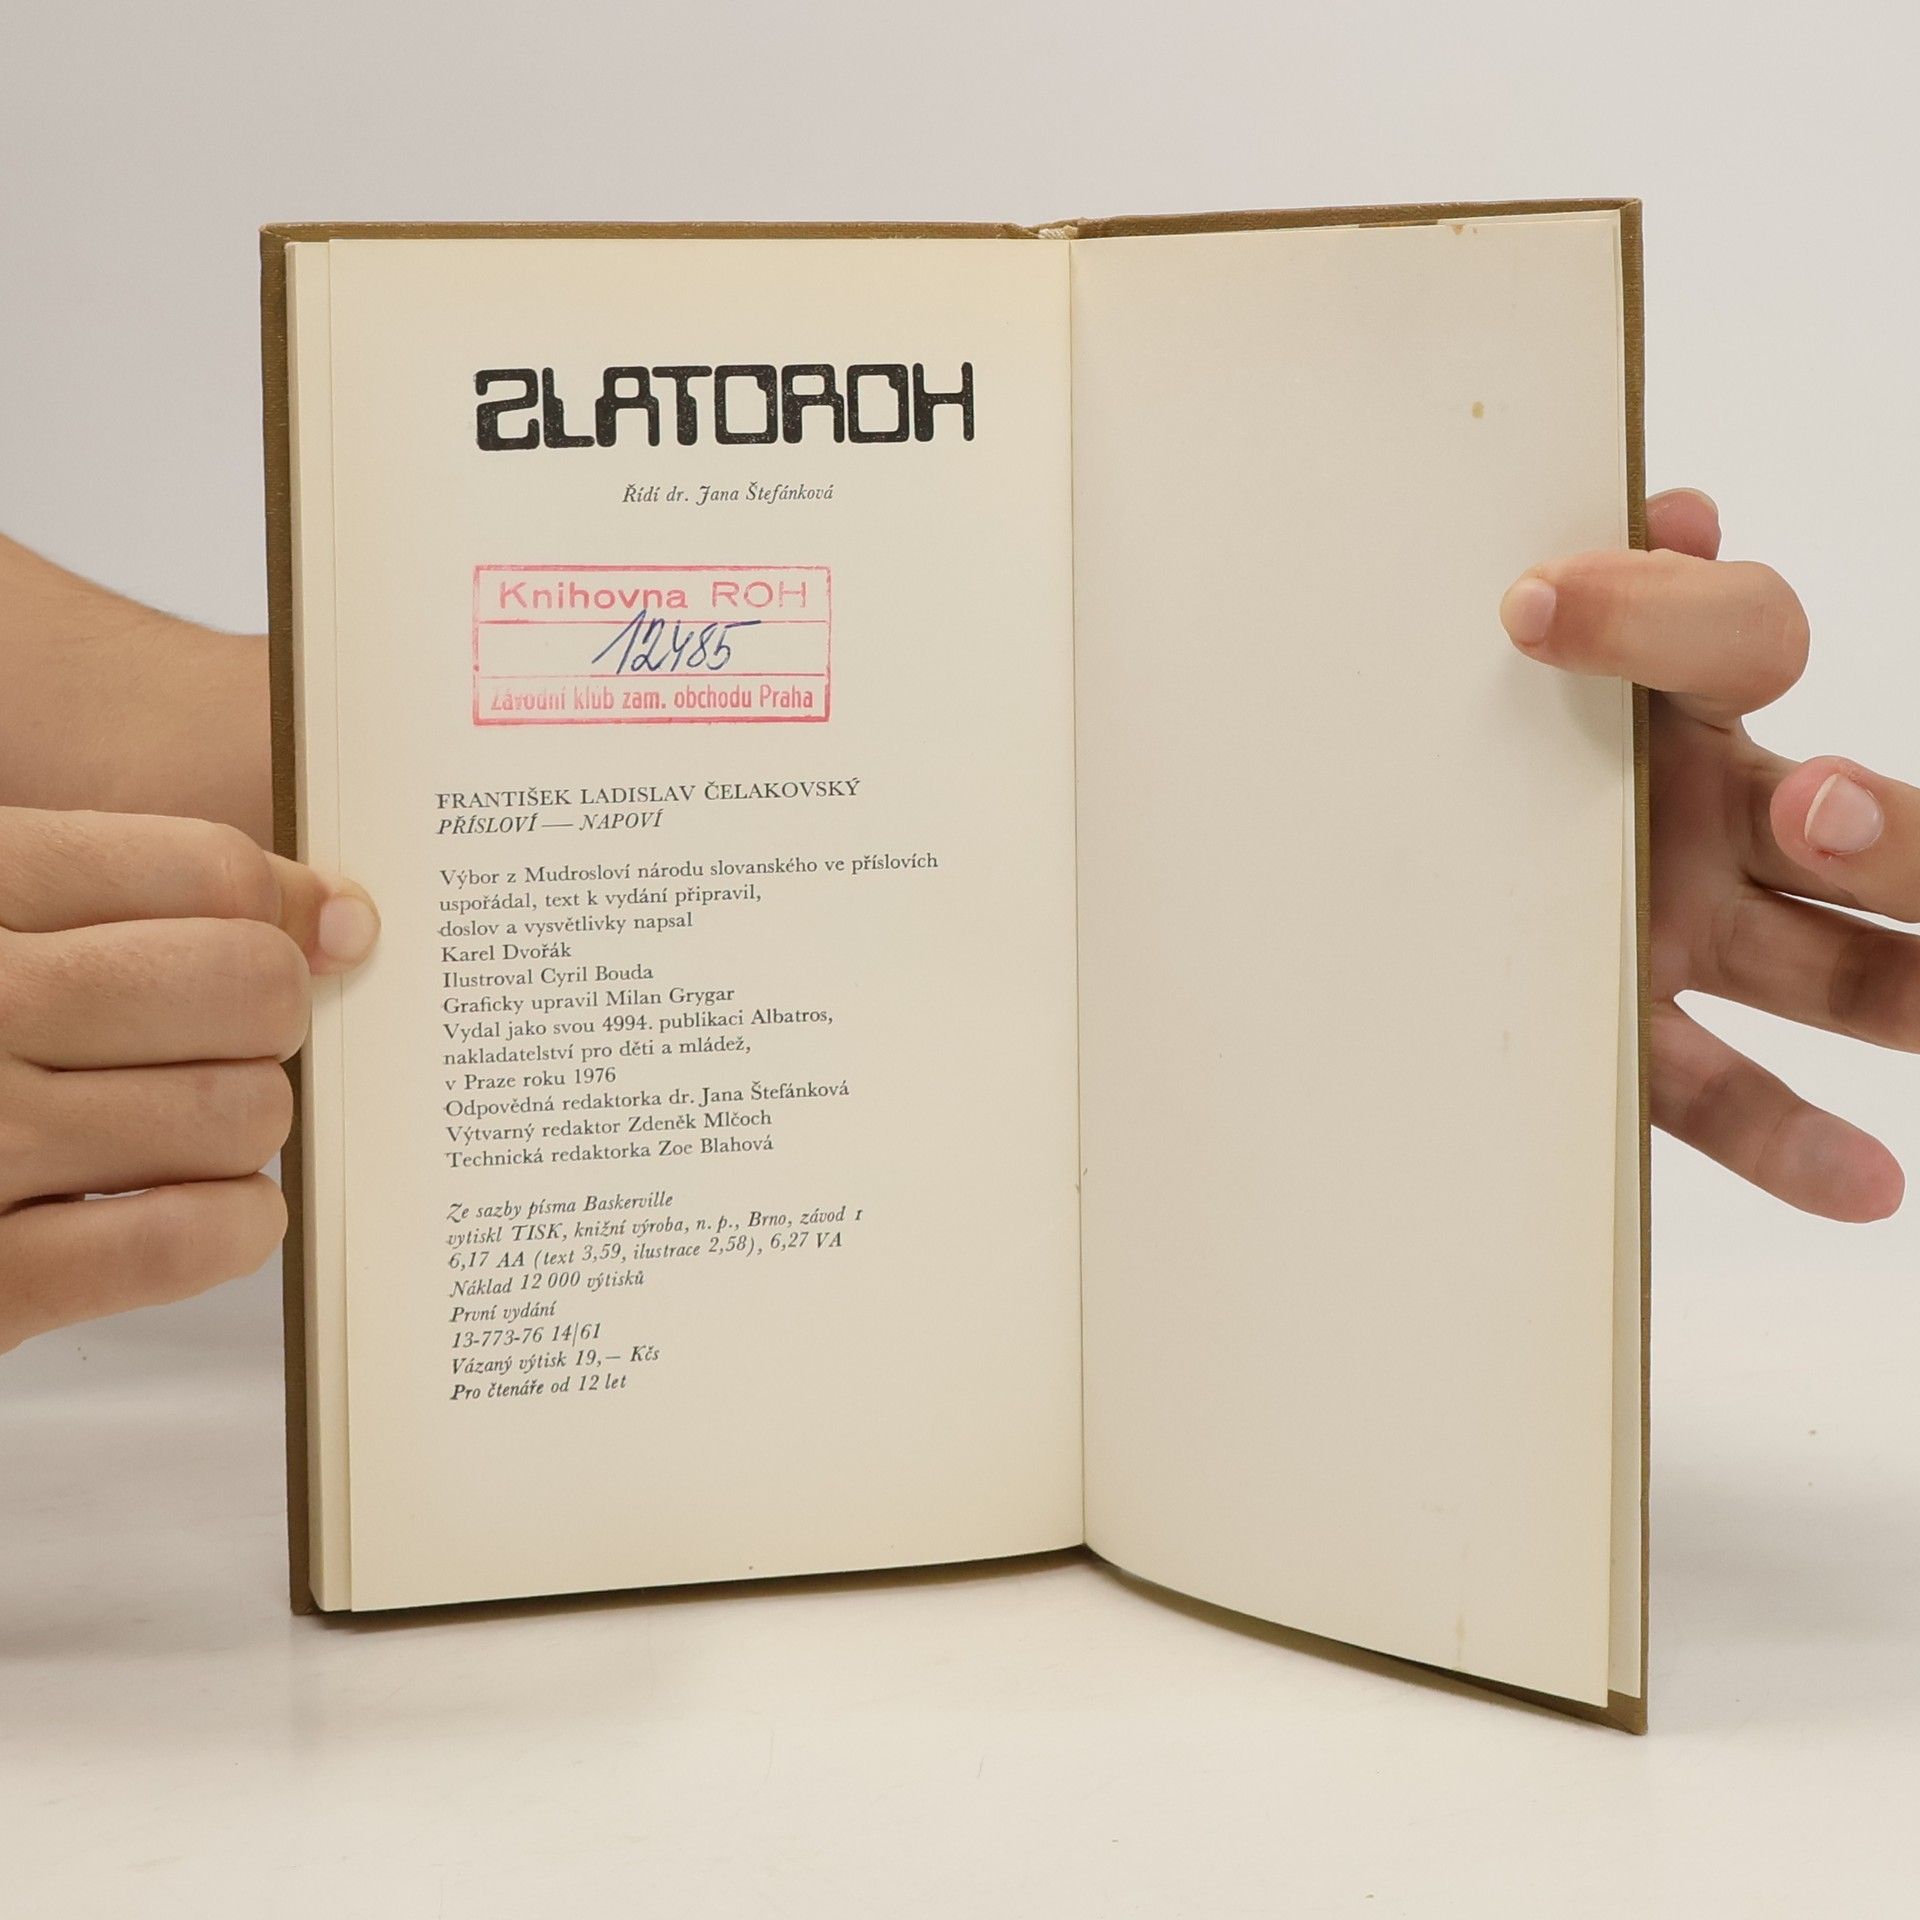 ZLATOROH
Řídí dr. Jana Štefánková
Knihovna ROH
12485
Závodní klub zam. obchodu Praha
FRANTIŠEK LADISLAV ČELAKOVSKÝ
PŘÍSLOVÍ — NAPOVÍ
Výbor z Mudrosloví národu slovanského ve příslovích
uspořádal, text k vydání připravil,
doslov a vysvětlivky napsal
Karel Dvořák
Ilustroval Cyril Bouda
Graficky upravil Milan Grygar
Vydal jako svou 4994. publikaci Albatros,
nakladatelství pro děti a mládež,
v Praze roku 1976
Odpovědná redaktorka dr. Jana Štefánková
Výtvarný redaktor Zdeněk Mlčoch
Technická redaktorka Zoe Blahová
Ze sazby písma Baskerville
vytiskl TISK, knižní výroba, n. p., Brno, závod 1
6,17 AA (text 3,59, ilustrace 2,58), 6,27 VA
Náklad 12 000 výtisků
První vydání
13-773-76 14/61
Vázaný výtisk 19,— Kčs
Pro čtenáře od 12 let